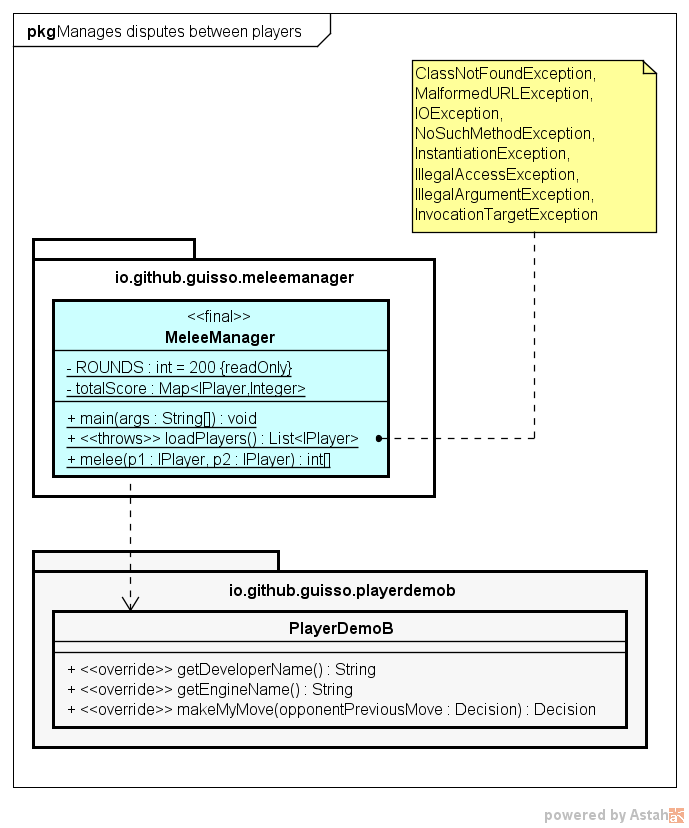 pkg Manages disputes between players
ClassNotFoundException,
MalformedURLException,
IOException,
NoSuchMethodException,
InstantiationException,
IllegalAccessException,
IllegalArgumentException,
InvocationTargetException
io.github.guisso.meleemanager
<<final>>
MeleeManager
- ROUNDS : int = 200 {readOnly}
- totalScore : Map<IPlayer,Integer>
+ main(args : String[]) : void
+ <<throws>> loadPlayers() : List<IPlayer>
+ melee(p1 : IPlayer, p2 : IPlayer) : int[]
io.github.guisso.playerdemob
PlayerDemoB
+ <<override>> getDeveloperName() : String
+ <<override>> getEngineName() : String
+ <<override>> makeMyMove(opponentPreviousMove : Decision) : Decision
powered by Astah